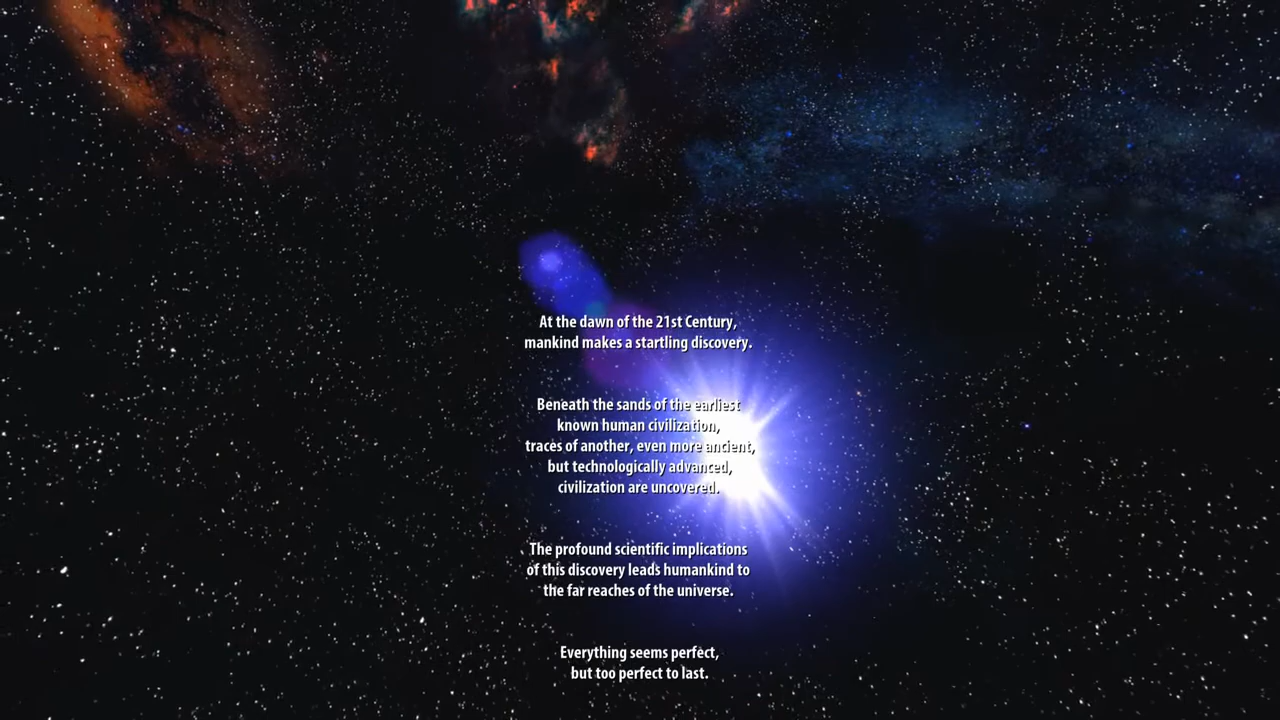 At the dawn of the 21st Century,
mankind makes a startling discovery.
Beneath the sands of the earliest
known human civilization,
traces of another, even more ancient,
but technologically advanced,
civilization are uncovered.
The profound scientific implications
of this discovery leads humankind to
the far reaches of the universe.
Everything seems perfect,
but too perfect to last.